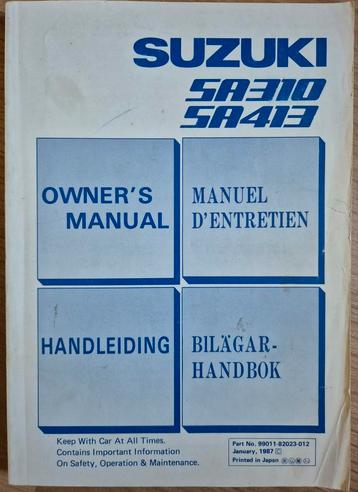 SUZUKI
SA310
SA413
OWNER'S
MANUAL
MANUEL
D'ENTRETIEN
HANDLEIDING
BILÄGAR-
HANDBOK
Keep With Car At All Times.
Contains Important Information
On Safety, Operation & Maintenance.
Part No. 99011-82023-012
January, 1987 Ⓒ
Printed in Japan